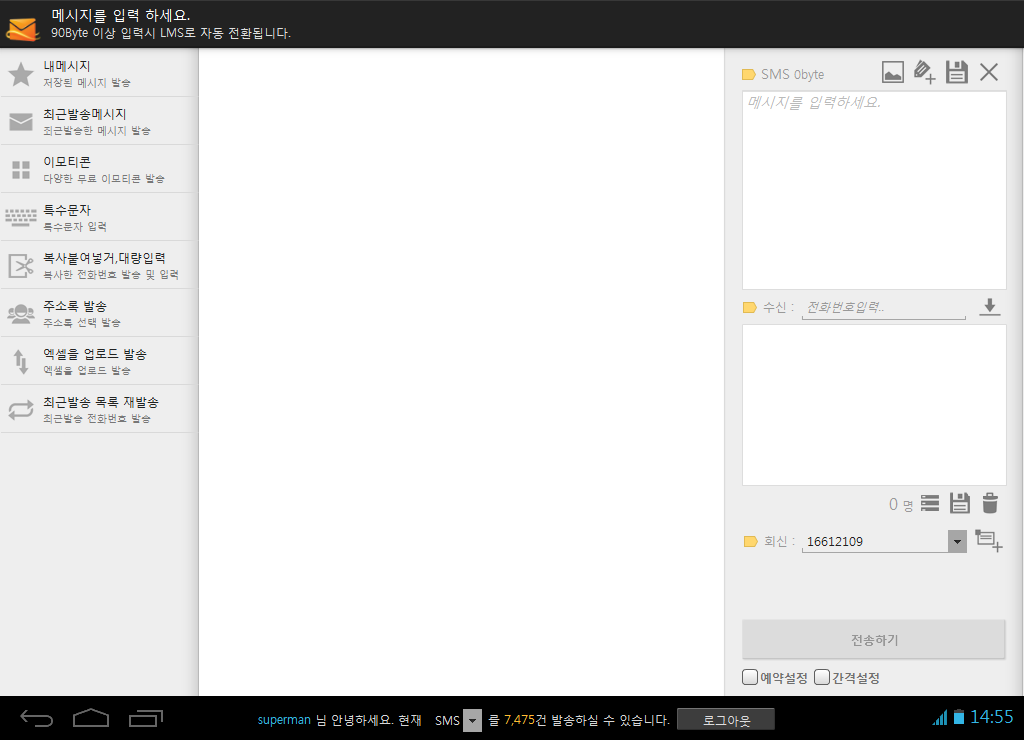 메시지를 입력 하세요.
90Byte 이상 입력시 LMS로 자동 전환됩니다.
내메시지
저장된 메시지 발송
최근발송메시지
최근발송한 메시지 발송
이모티콘
다양한 무료 이모티콘 발송
특수문자
특수문자 입력
복사붙여넣거,대량입력
복사한 전화번호 발송 및 입력
주소록 발송
주소록 선택 발송
엑셀을 업로드 발송
엑셀을 업로드 발송
최근발송 목록 재발송
최근발송 전화번호 발송
SMS 0byte
메시지를 입력하세요.
수신 : 전화번호입력..
0 명
회신 : 16612109
전송하기
예약설정 간격설정
superman 님 안녕하세요. 현재 SMS 를 7,475건 발송하실 수 있습니다. 로그아웃
14:55